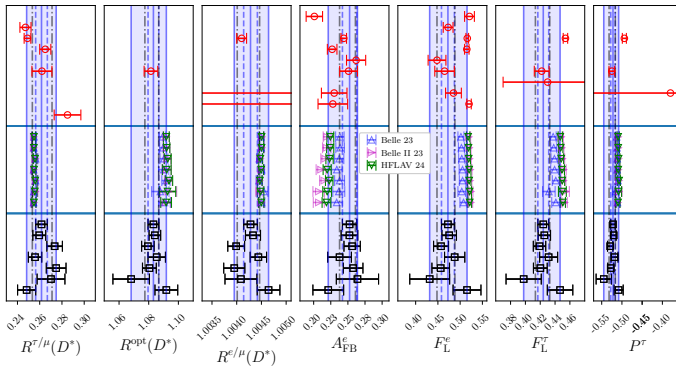 Belle 23
Belle II 23
HFLAV 24
0.24 0.26 0.28 0.30
1.06 1.08 1.10
1.0035 1.0040 1.0045 1.0050
0.20 0.22 0.25 0.28 0.30
0.40 0.45 0.50 0.55
0.38 0.40 0.42 0.44 0.46
−0.55 −0.50 −0.45 −0.45 −0.40
R^{τ/μ}(D*)
R^{opt}(D*)
R^{e/μ}(D*)
A^e_{FB}
F^e_L
F^τ_L
P^τ